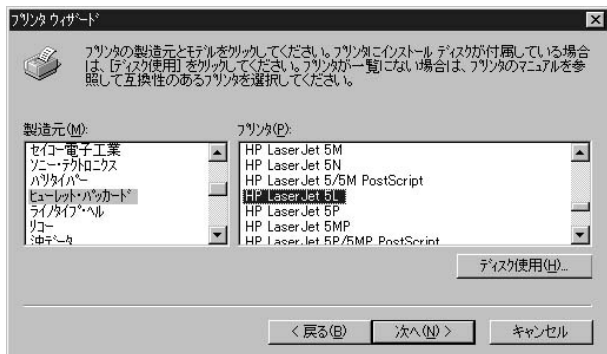 プリンタ ウィザード
プリンタの製造元とモデルをクリックしてください。プリンタにインストール ディスクが付属している場合
は、[ディスク使用] をクリックしてください。プリンタが一覧にない場合は、プリンタのマニュアルを参
照して互換性のあるプリンタを選択してください。
製造元(M):
プリンタ(P):
セイコー電子工業
ソニー・テクトロニクス
バリタイパー
ヒューレット・パッカード
ライノタイプ・ヘル
リコー
沖データ
HP LaserJet 5M
HP LaserJet 5N
HP LaserJet 5/5M PostScript
HP LaserJet 5L
HP LaserJet 5P
HP LaserJet 5MP
HP LaserJet 5P/5MP PostScript
ディスク使用(H)...
< 戻る(B)
次へ(N) >
キャンセル